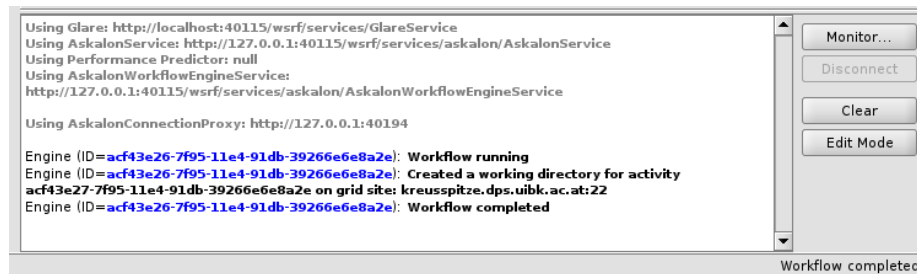 Using Glare: http://localhost:40115/wsrf/services/GlareService
Using AskalonService: http://127.0.0.1:40115/wsrf/services/askalon/AskalonService
Using Performance Predictor: null
Using AskalonWorkflowEngineService:
http://127.0.0.1:40115/wsrf/services/askalon/AskalonWorkflowEngineService
Using AskalonConnectionProxy: http://127.0.0.1:40194
Engine (ID=acf43e26-7f95-11e4-91db-39266e6e8a2e): Workflow running
Engine (ID=acf43e26-7f95-11e4-91db-39266e6e8a2e): Created a working directory for activity
acf43e27-7f95-11e4-91db-39266e6e8a2e on grid site: kreusspitze.dps.uibk.ac.at:22
Engine (ID=acf43e26-7f95-11e4-91db-39266e6e8a2e): Workflow completed
Monitor...
Disconnect
Clear
Edit Mode
Workflow completed